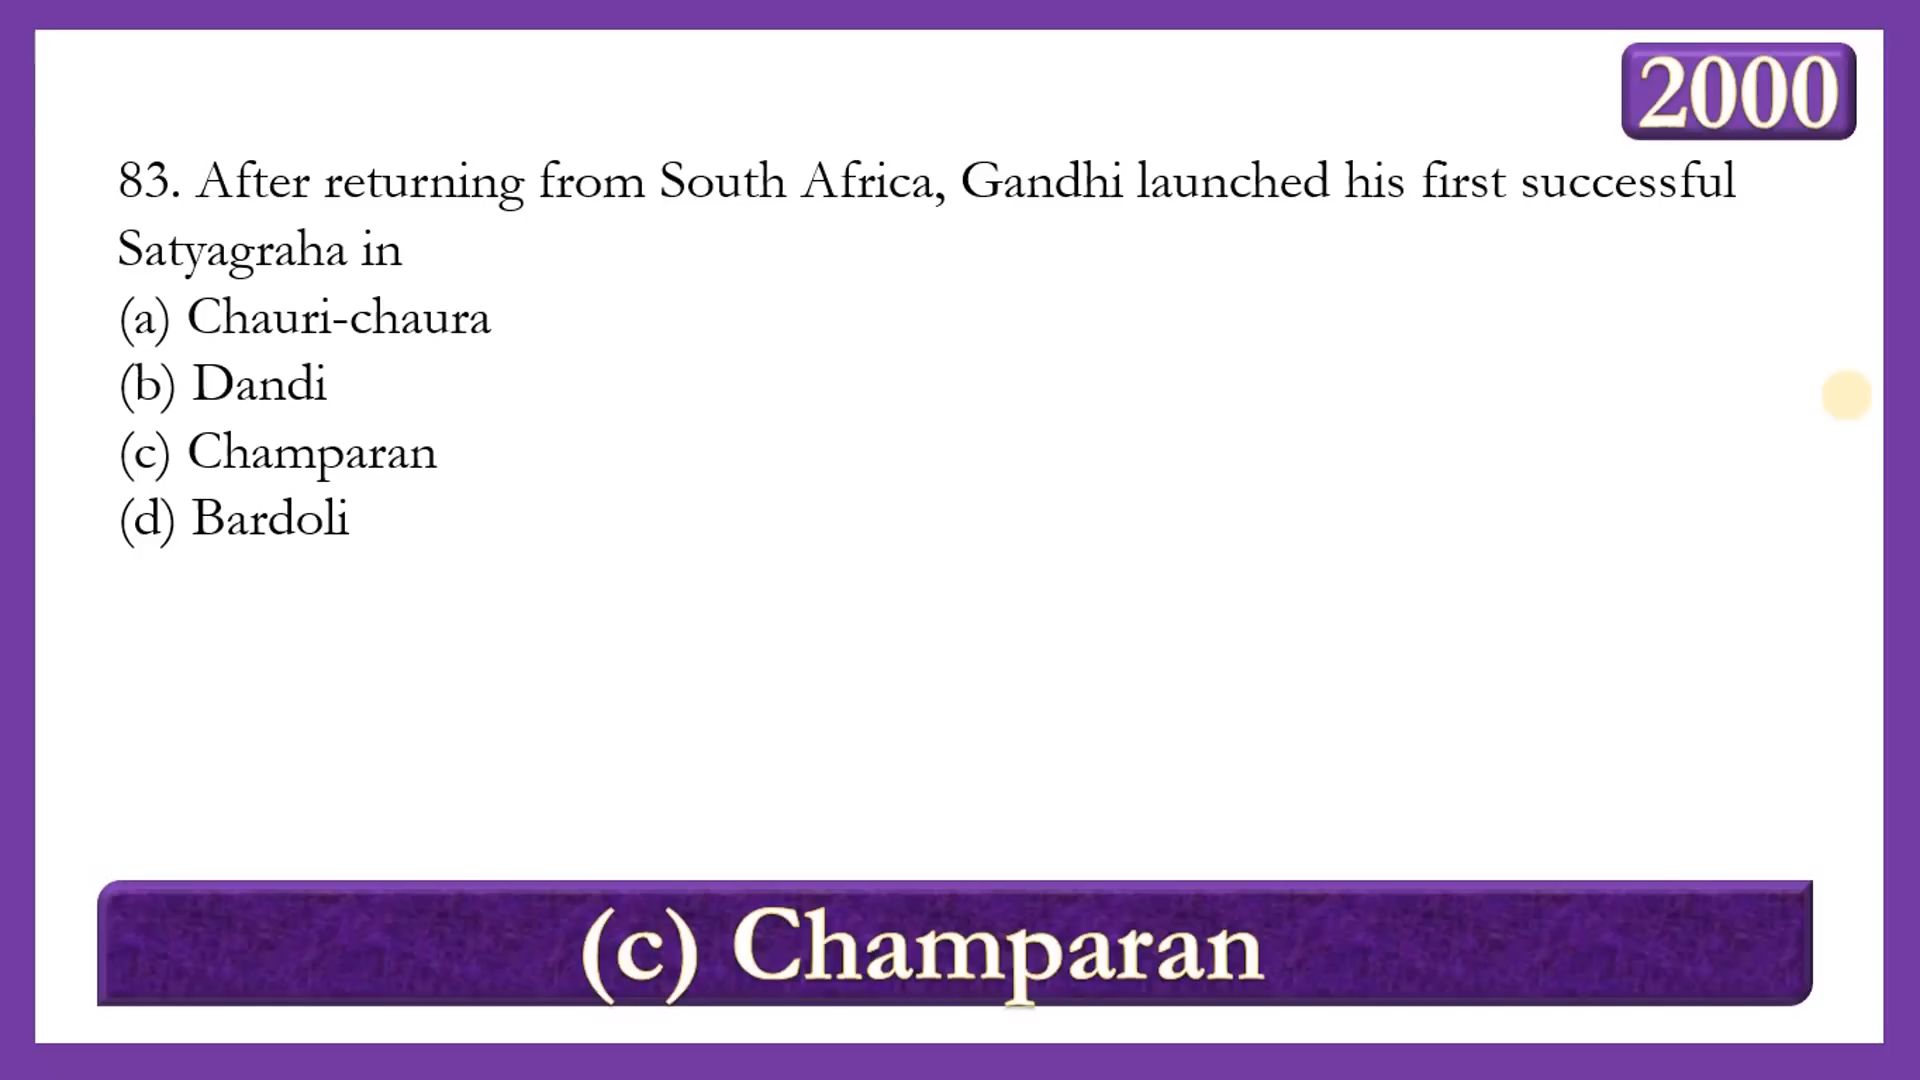 2000
83. After returning from South Africa, Gandhi launched his first successful
Satyagraha in
(a) Chauri-chaura
(b) Dandi
(c) Champaran
(d) Bardoli
(c) Champaran